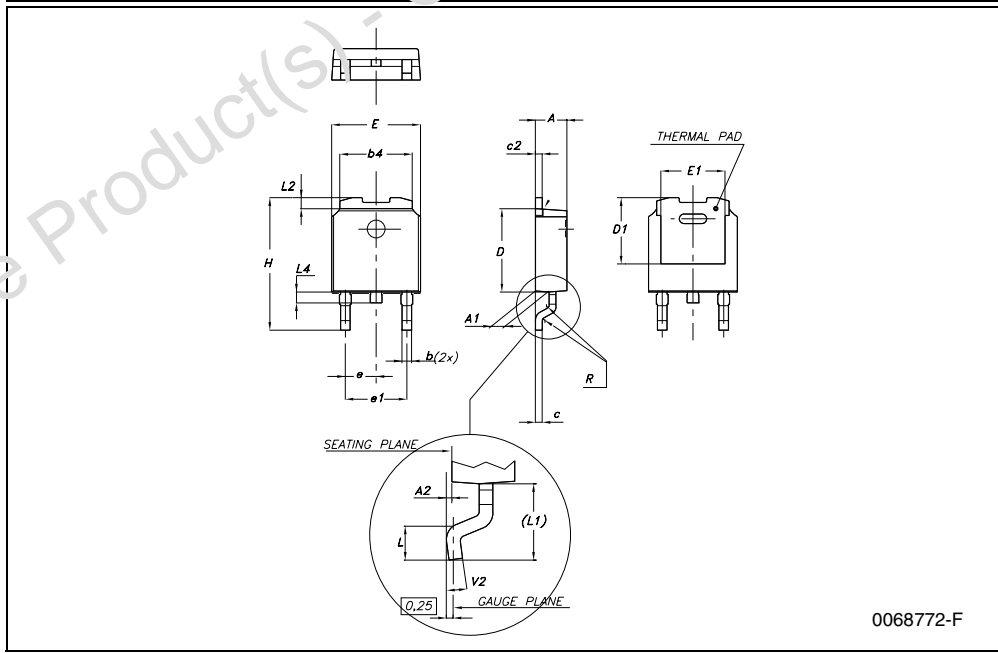 e Product(s) -
E
b4
L2
H
L4
b(2x)
e
e1
A
c2
r
D
A1
R
c
THERMAL PAD
E1
D1
SEATING PLANE
A2
(L1)
L
V2
0,25
GAUGE PLANE
0068772-F